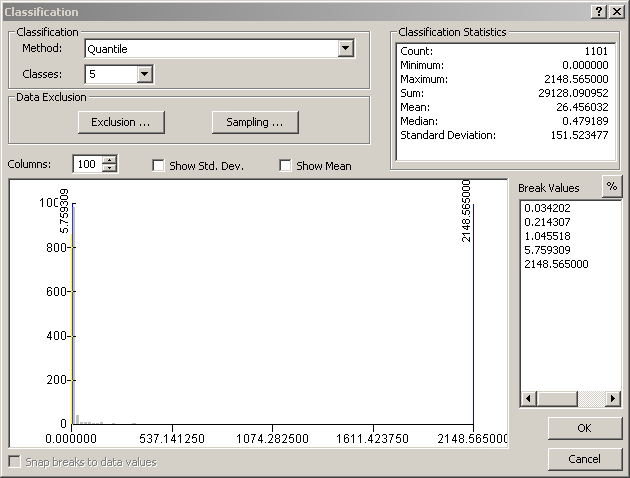 Classification
Classification
Method: Quantile
Classes: 5
Data Exclusion
Exclusion ...
Sampling ...
Classification Statistics
Count: 1101
Minimum: 0.000000
Maximum: 2148.565000
Sum: 29128.090952
Mean: 26.456032
Median: 0.479189
Standard Deviation: 151.523477
Columns: 100
Show Std. Dev.
Show Mean
Break Values
%
0.034202
0.214307
1.045518
5.759309
2148.565000
5.759309
2148.565000
800
600
400
200
0
0.000000 537.141250 1074.282500 1611.423750 2148.565000
Snap breaks to data values
OK
Cancel